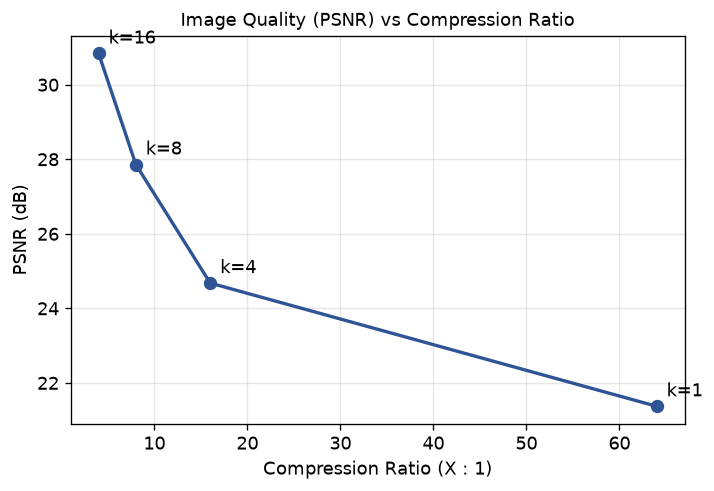 Image Quality (PSNR) vs Compression Ratio
k=16
30
k=8
28
PSNR (dB)
26
k=4
24
22
k=1
10 20 30 40 50 60
Compression Ratio (X : 1)